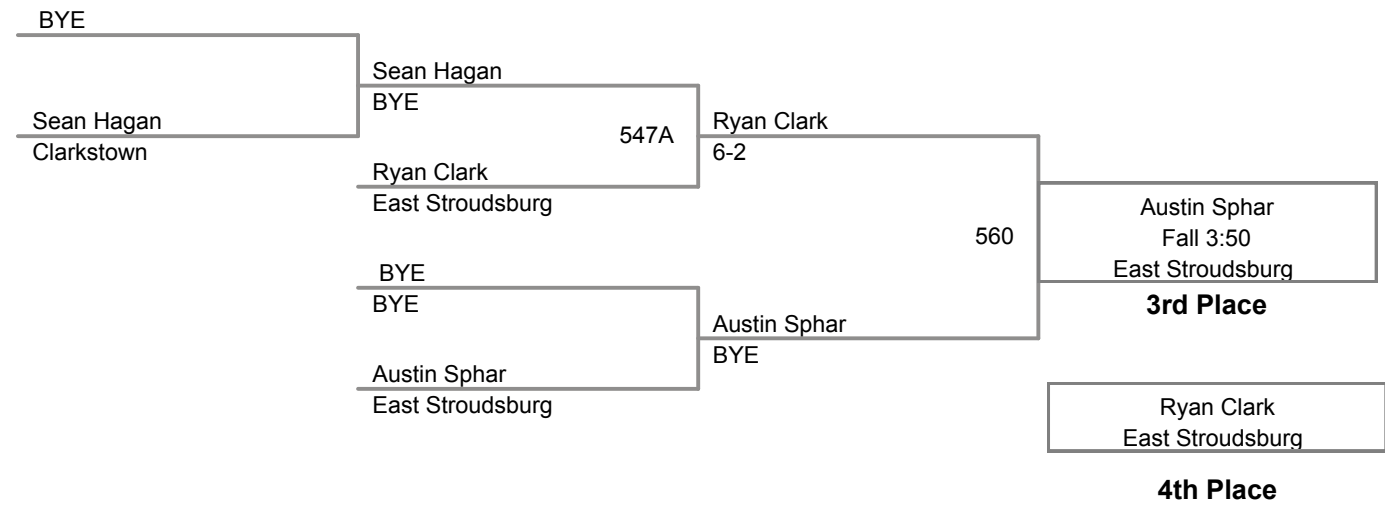 BYE
Sean Hagan
Clarkstown
Sean Hagan
BYE
547A
Ryan Clark
East Stroudsburg
BYE
BYE
Austin Sphar
East Stroudsburg
Ryan Clark
6-2
560
Austin Sphar
BYE
Austin Sphar
Fall 3:50
East Stroudsburg
3rd Place
Ryan Clark
East Stroudsburg
4th Place